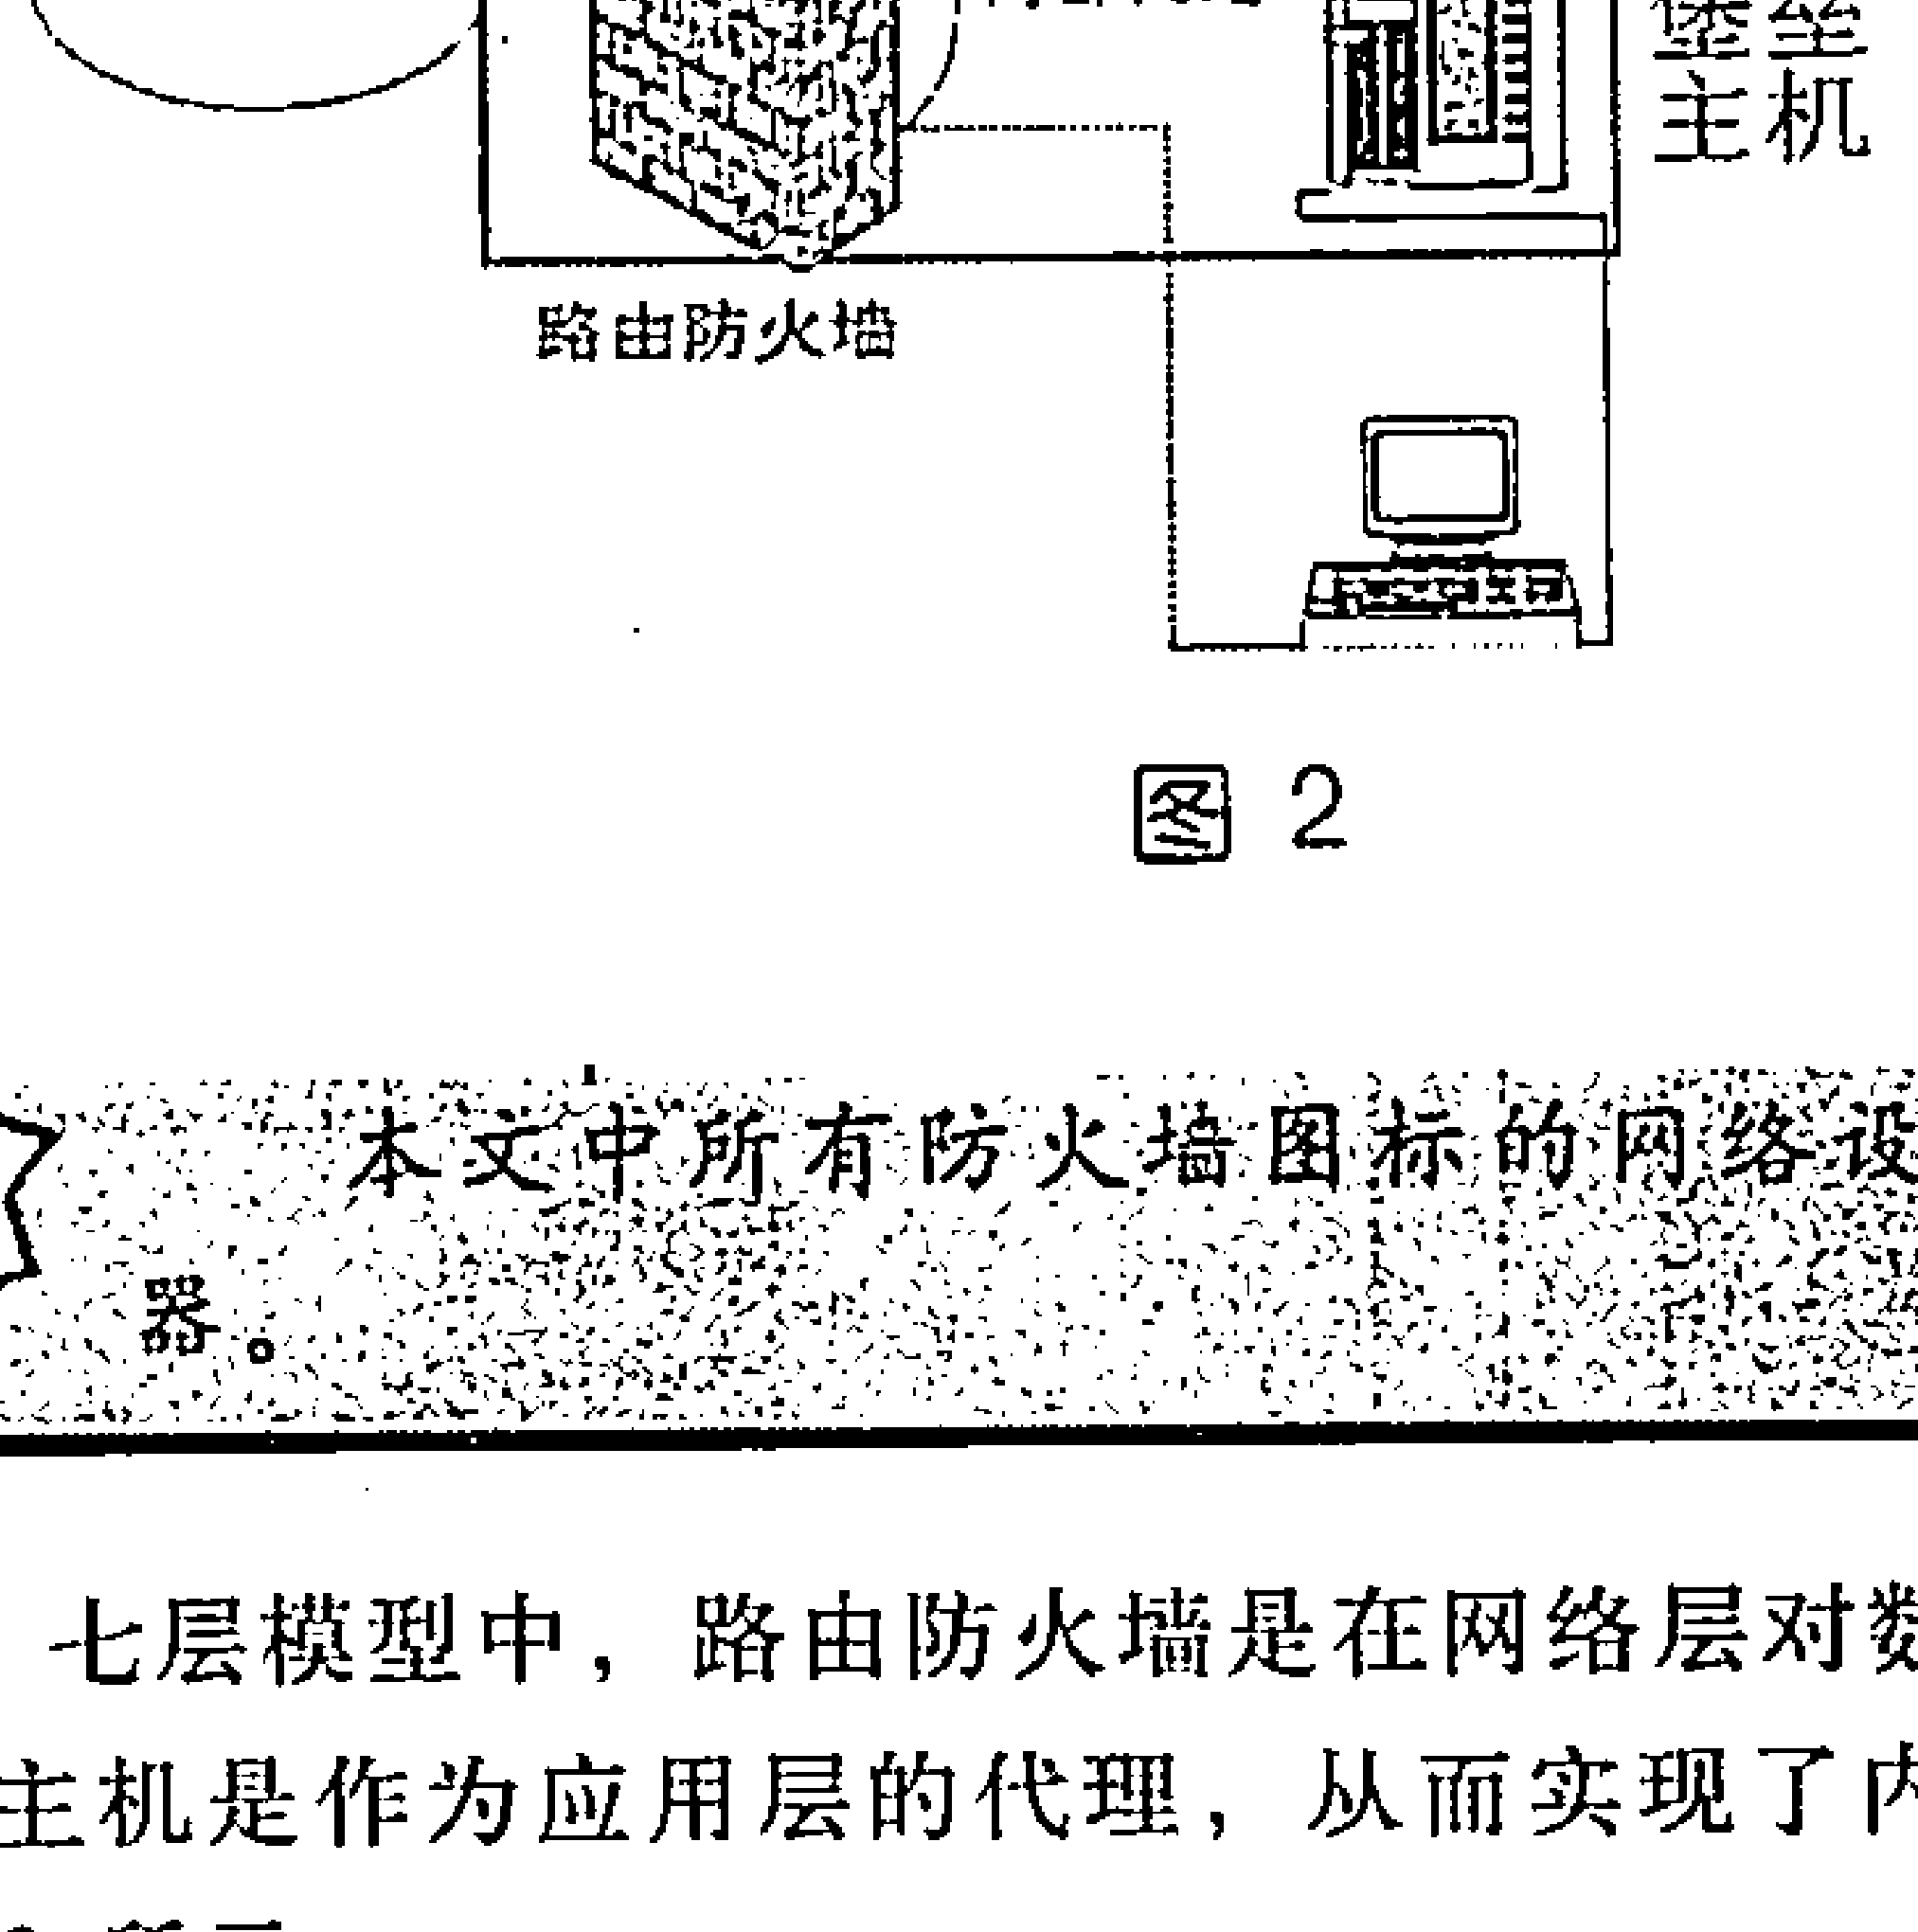 堡垒
主机
路由防火墙
图 2
本文中所有防火墙图标的网络设
器。
七层模型中，路由防火墙是在网络层对数
主机是作为应用层的代理，从而实现了内